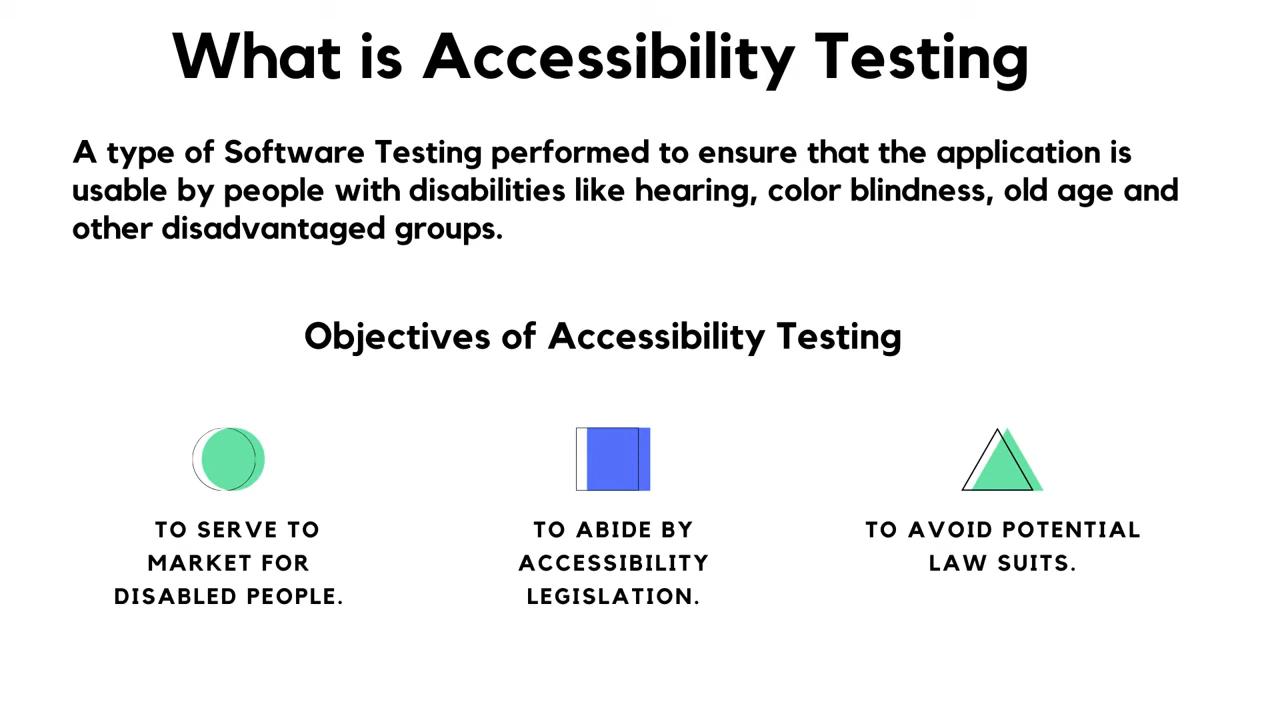 What is Accessibility Testing
A type of Software Testing performed to ensure that the application is
usable by people with disabilities like hearing, color blindness, old age and
other disadvantaged groups.
Objectives of Accessibility Testing
TO SERVE TO
MARKET FOR
DISABLED PEOPLE.
TO ABIDE BY
ACCESSIBILITY
LEGISLATION.
TO AVOID POTENTIAL
LAW SUITS.